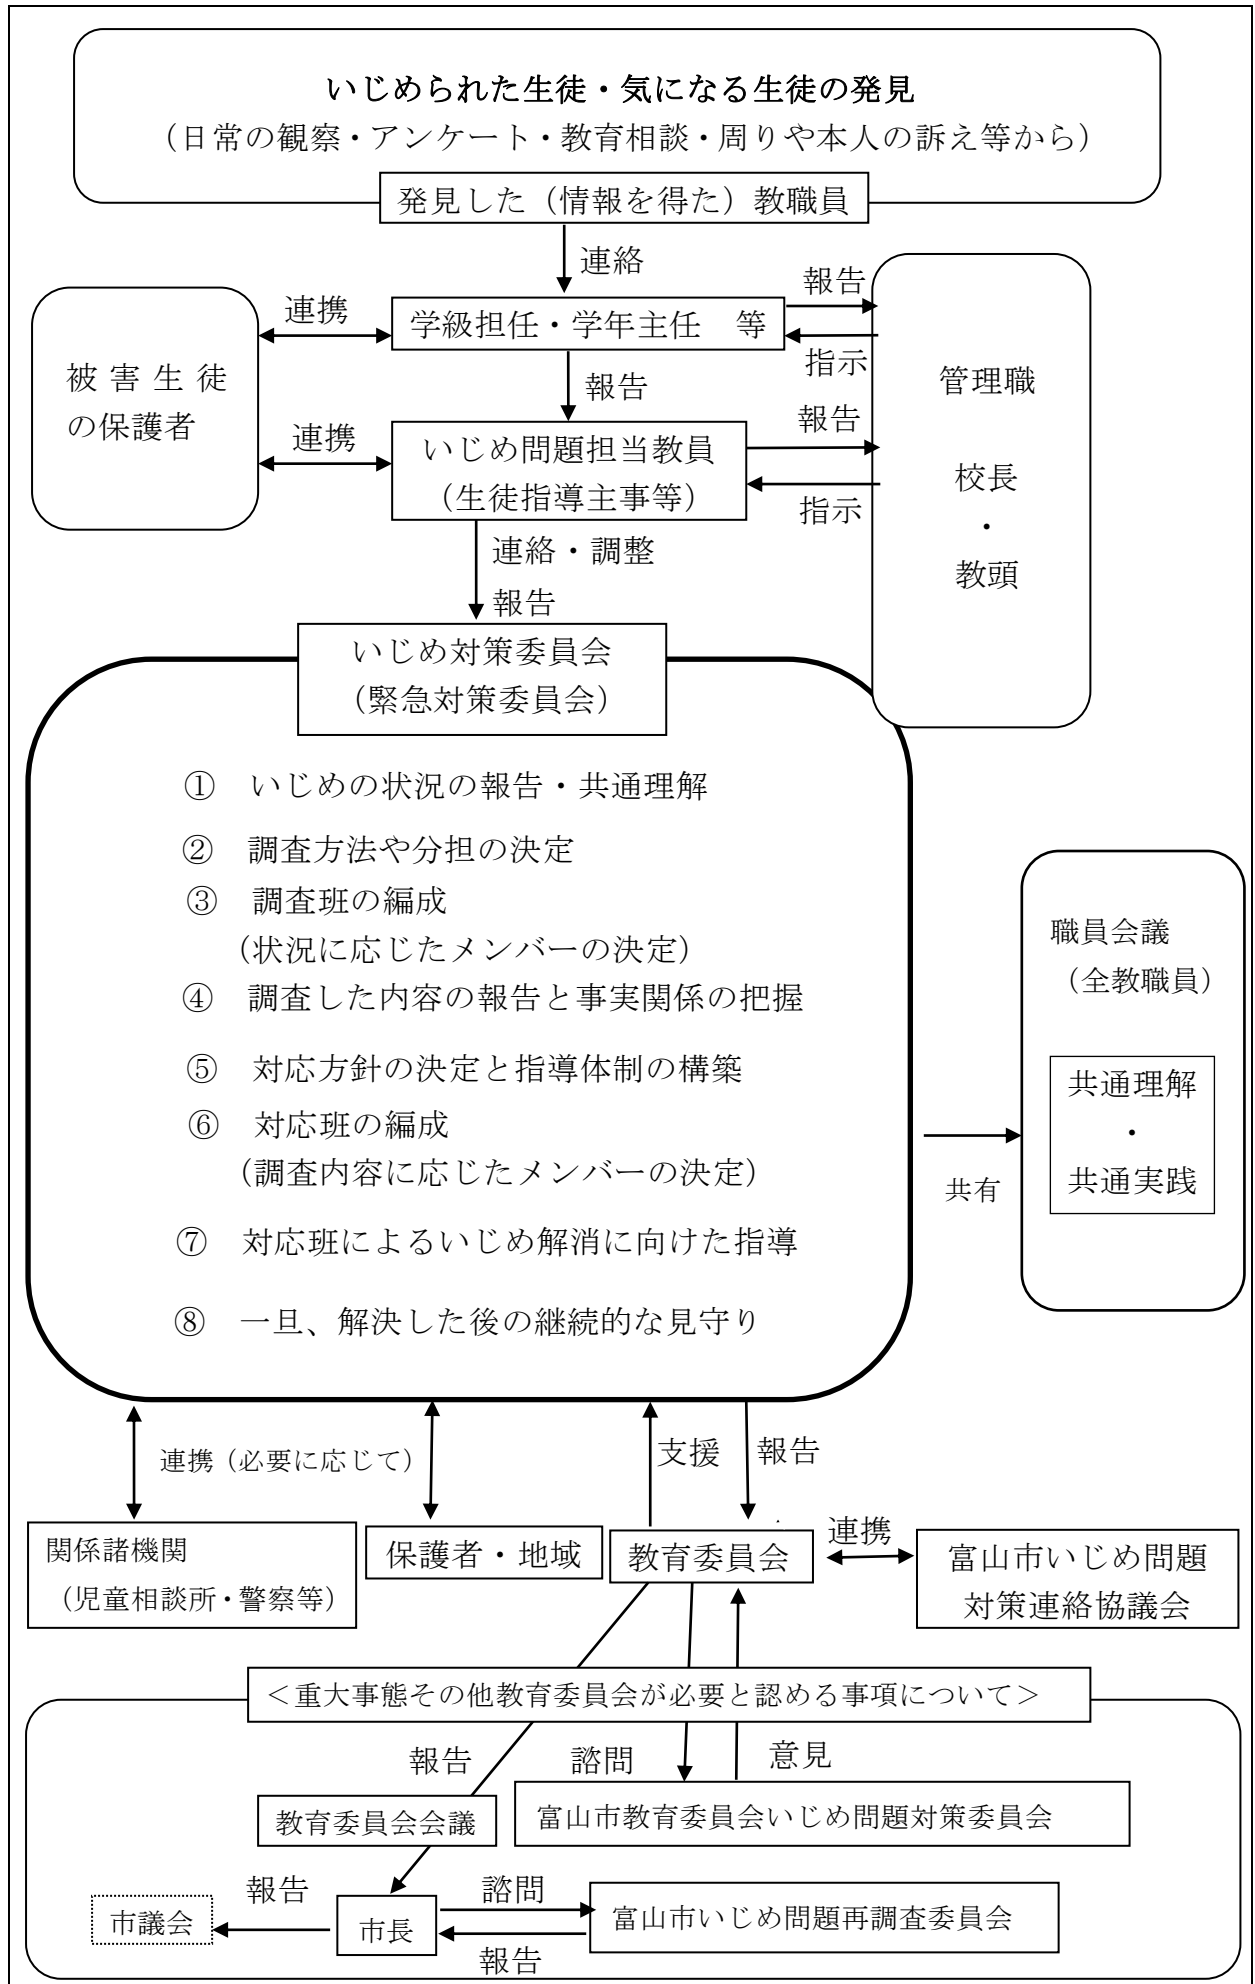 いじめられた生徒・気になる生徒の発見
（日常の観察・アンケート・教育相談・周りや本人の訴え等から）
発見した（情報を得た）教職員
連絡
報告
連携
学級担任・学年主任　等
指示
被害生徒
の保護者
管理職
校長
・
教頭
報告
報告
連携
いじめ問題担当教員
（生徒指導主事等）
指示
連絡・調整
報告
いじめ対策委員会
（緊急対策委員会）
①　いじめの状況の報告・共通理解
②　調査方法や分担の決定
③　調査班の編成
（状況に応じたメンバーの決定）
④　調査した内容の報告と事実関係の把握
⑤　対応方針の決定と指導体制の構築
⑥　対応班の編成
（調査内容に応じたメンバーの決定）
⑦　対応班によるいじめ解消に向けた指導
⑧　一旦、解決した後の継続的な見守り
共有
職員会議
（全教職員）
共通理解
・
共通実践
連携（必要に応じて）
支援
報告
関係諸機関
（児童相談所・警察等）
保護者・地域
教育委員会
連携
富山市いじめ問題
対策連絡協議会
＜重大事態その他教育委員会が必要と認める事項について＞
報告
諮問
意見
教育委員会会議
富山市教育委員会いじめ問題対策委員会
報告
諮問
市議会
市長
富山市いじめ問題再調査委員会
報告